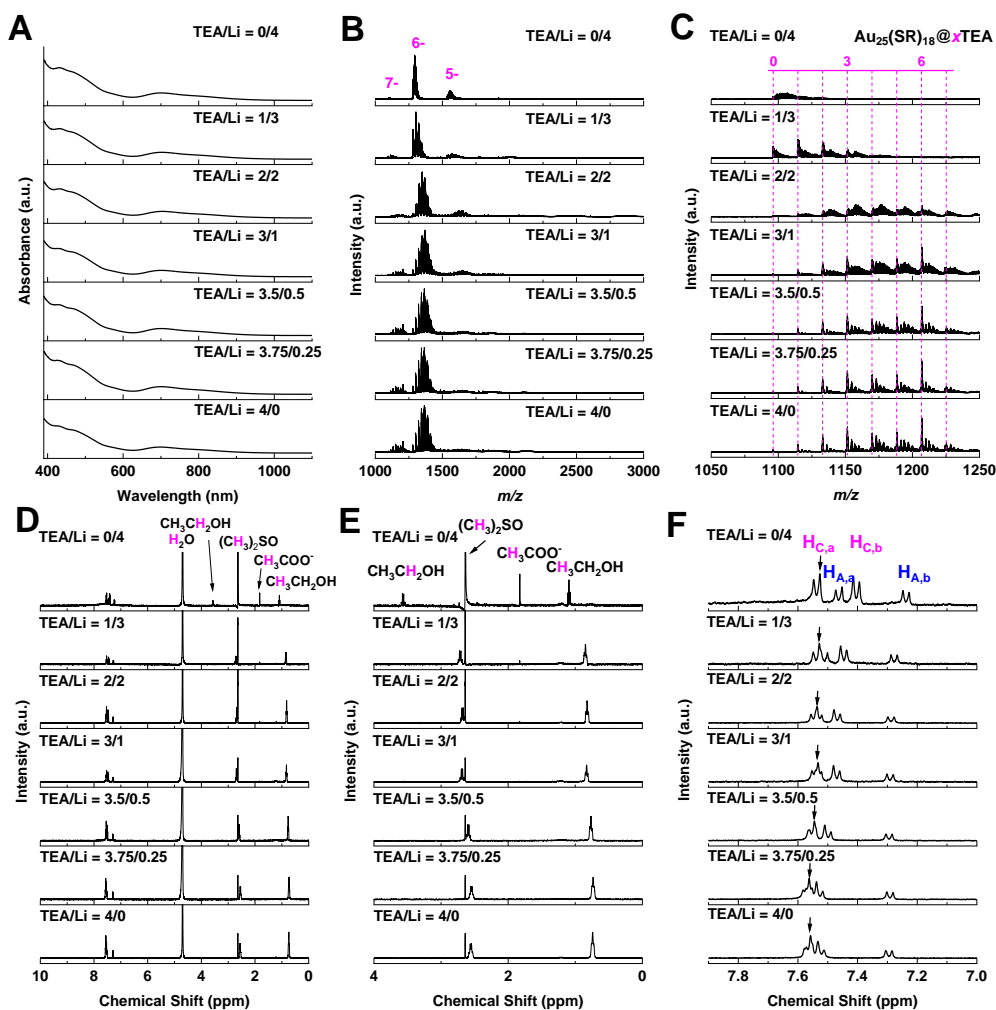 A
TEA/Li = 0/4
TEA/Li = 1/3
TEA/Li = 2/2
TEA/Li = 3/1
TEA/Li = 3.5/0.5
TEA/Li = 3.75/0.25
TEA/Li = 4/0
Absorbance (a.u.)
400 600 800 1000
Wavelength (nm)
B
TEA/Li = 0/4
7- 6- 5-
TEA/Li = 1/3
TEA/Li = 2/2
TEA/Li = 3/1
TEA/Li = 3.5/0.5
TEA/Li = 3.75/0.25
TEA/Li = 4/0
Intensity (a.u.)
1000 1500 2000 2500 3000
m/z
C
TEA/Li = 0/4
Au₂₅(SR)₁₈@xTEA
0 3 6
TEA/Li = 1/3
TEA/Li = 2/2
TEA/Li = 3/1
TEA/Li = 3.5/0.5
TEA/Li = 3.75/0.25
TEA/Li = 4/0
Intensity (a.u.)
1050 1100 1150 1200 1250
m/z
D
TEA/Li = 0/4
CH₃CH₂OH
H₂O
(CH₃)₂SO
CH₃COO⁻
CH₃CH₂OH
TEA/Li = 1/3
TEA/Li = 2/2
TEA/Li = 3/1
TEA/Li = 3.5/0.5
TEA/Li = 3.75/0.25
TEA/Li = 4/0
Intensity (a.u.)
10 8 6 4 2 0
Chemical Shift (ppm)
E
TEA/Li = 0/4
(CH₃)₂SO
CH₃CH₂OH
CH₃COO⁻
CH₃CH₂OH
TEA/Li = 1/3
TEA/Li = 2/2
TEA/Li = 3/1
TEA/Li = 3.5/0.5
TEA/Li = 3.75/0.25
TEA/Li = 4/0
Intensity (a.u.)
4 2 0
Chemical Shift (ppm)
F
TEA/Li = 0/4
H_C,a H_C,b
H_A,a H_A,b
TEA/Li = 1/3
TEA/Li = 2/2
TEA/Li = 3/1
TEA/Li = 3.5/0.5
TEA/Li = 3.75/0.25
TEA/Li = 4/0
Intensity (a.u.)
7.8 7.6 7.4 7.2 7.0
Chemical Shift (ppm)